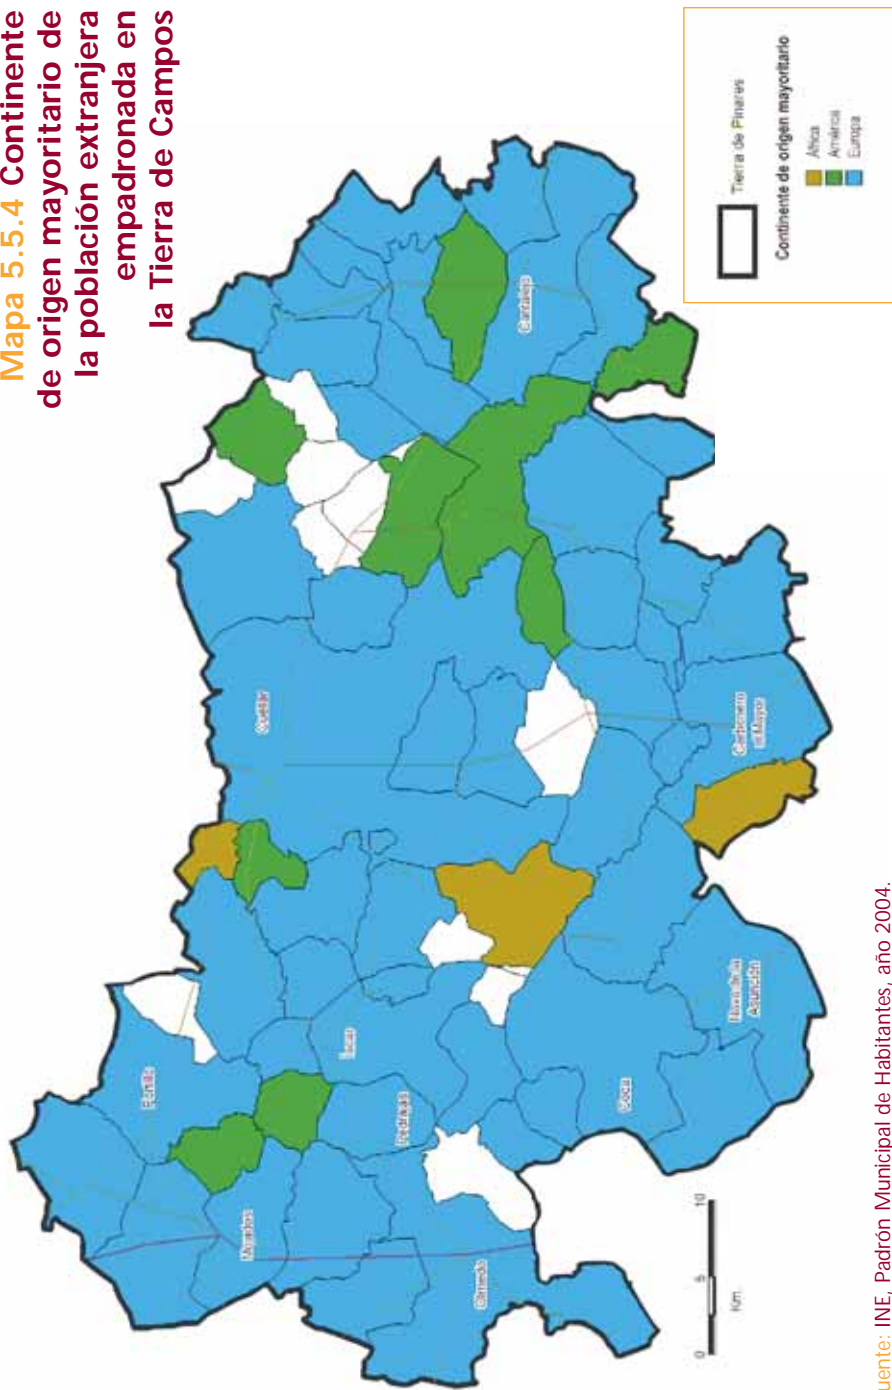 Mapa 5.5.4 Continente
de origen mayoritario de
la población extranjera
empadronada en
la Tierra de Campos
Tierra de Pinares
Continente de origen mayoritario
África
América
Europa
Cantalejo
Cuéllar
Carbonero
el Mayor
Portillo
Iscar
Nava de la
Asunción
Pedrajas
Coca
Mojados
Olmedo
0 5 10
Km.
uente: INE, Padrón Municipal de Habitantes, año 2004.